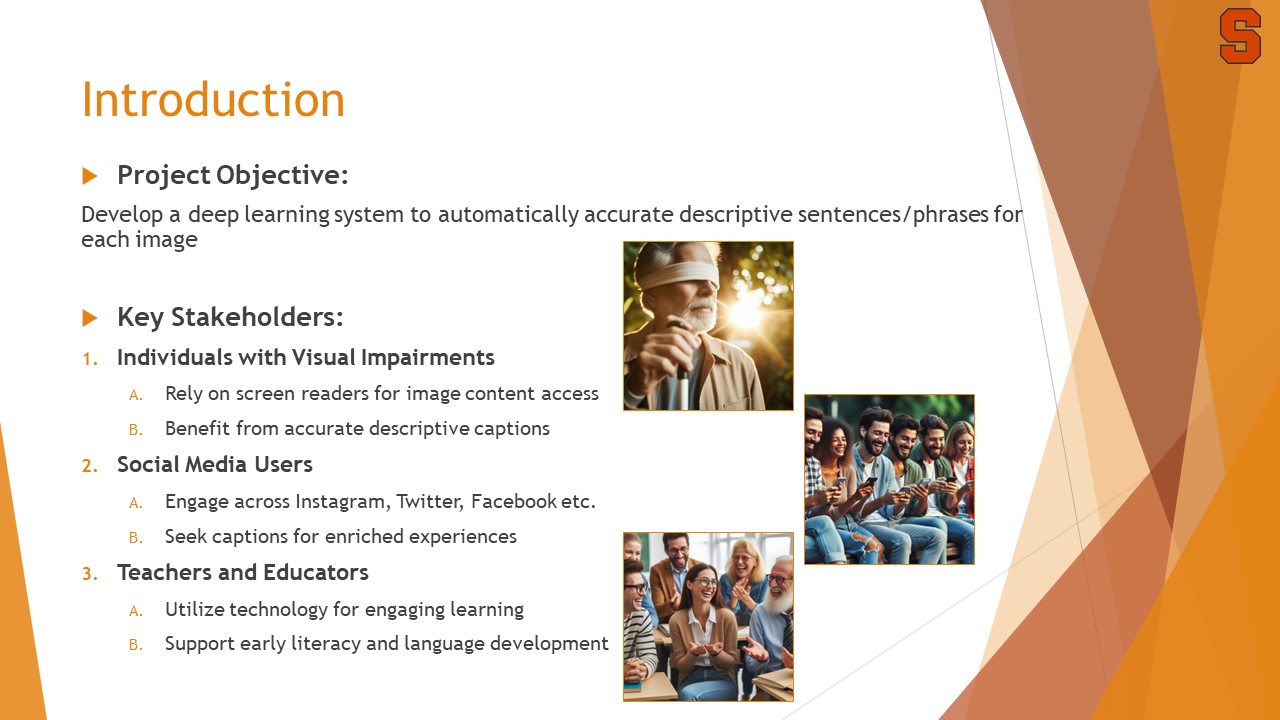 S
Introduction
Project Objective:
Develop a deep learning system to automatically accurate descriptive sentences/phrases for
each image
Key Stakeholders:
1. Individuals with Visual Impairments
A. Rely on screen readers for image content access
B. Benefit from accurate descriptive captions
2. Social Media Users
A. Engage across Instagram, Twitter, Facebook etc.
B. Seek captions for enriched experiences
3. Teachers and Educators
A. Utilize technology for engaging learning
B. Support early literacy and language development